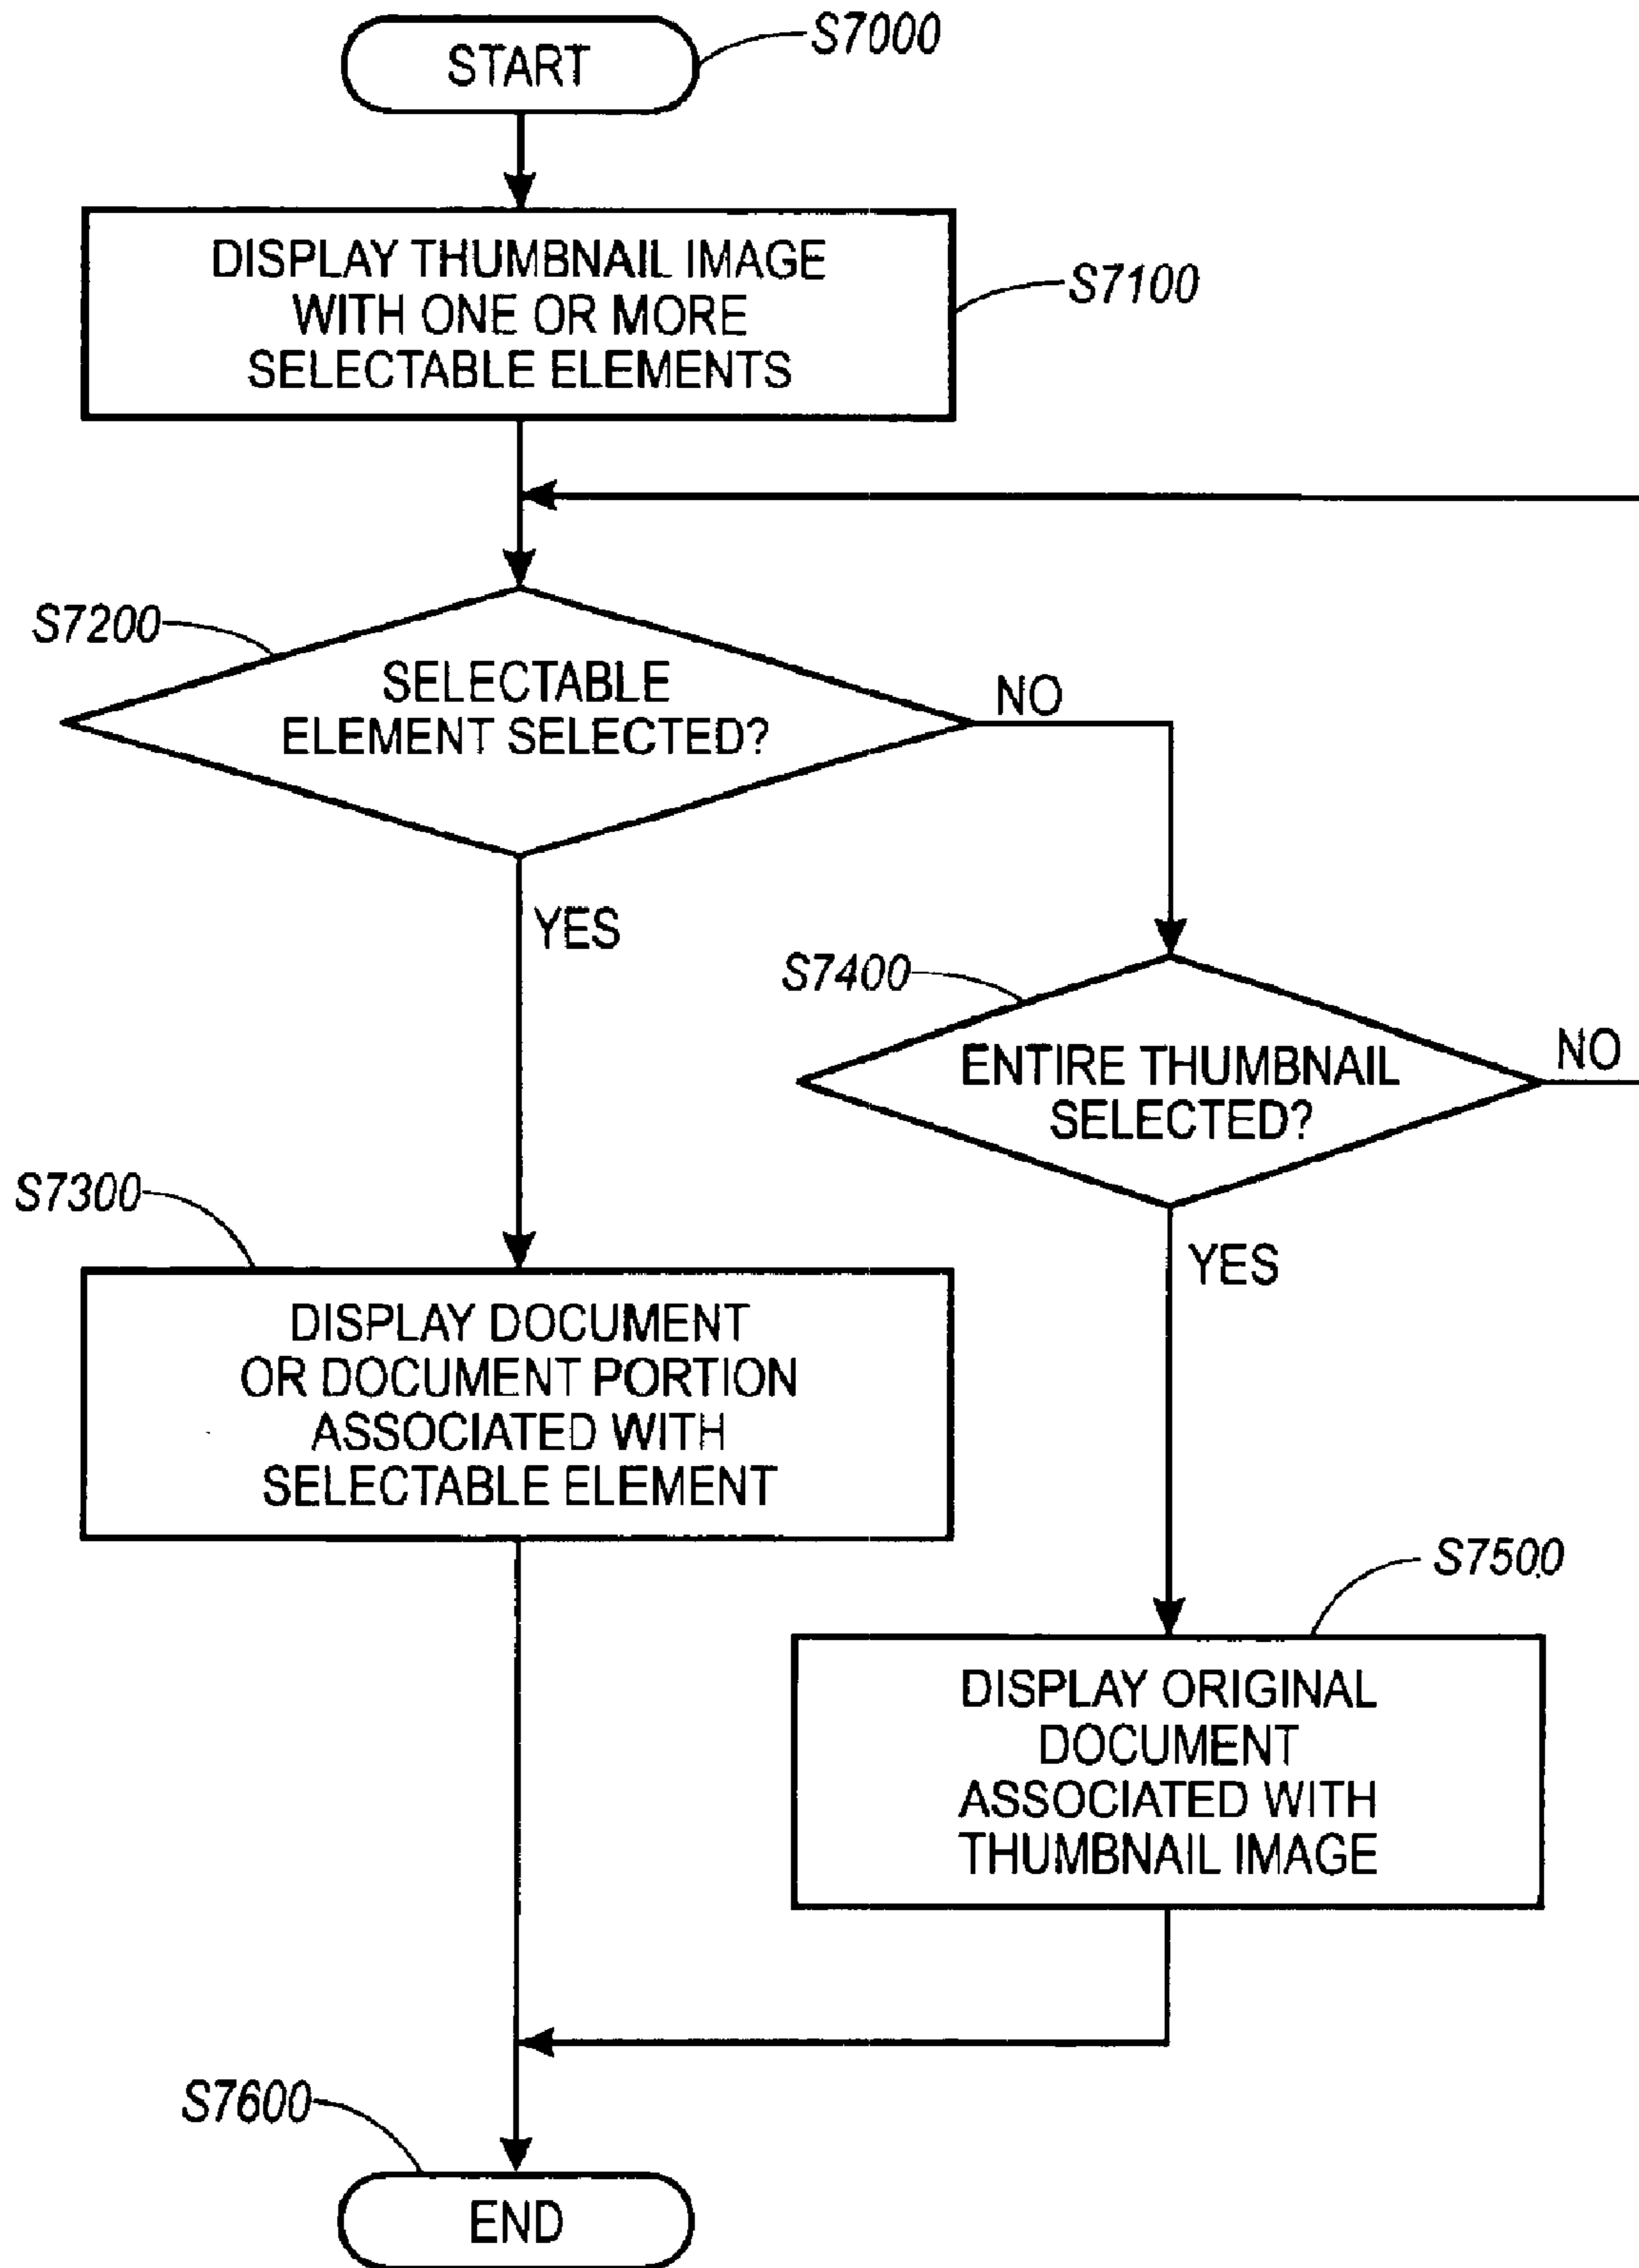 START
S7000
DISPLAY THUMBNAIL IMAGE
WITH ONE OR MORE
SELECTABLE ELEMENTS
S7100
S7200
SELECTABLE
ELEMENT SELECTED?
NO
YES
S7400
ENTIRE THUMBNAIL
SELECTED?
NO
S7300
YES
DISPLAY DOCUMENT
OR DOCUMENT PORTION
ASSOCIATED WITH
SELECTABLE ELEMENT
S7500
DISPLAY ORIGINAL
DOCUMENT
ASSOCIATED WITH
THUMBNAIL IMAGE
S7600
END